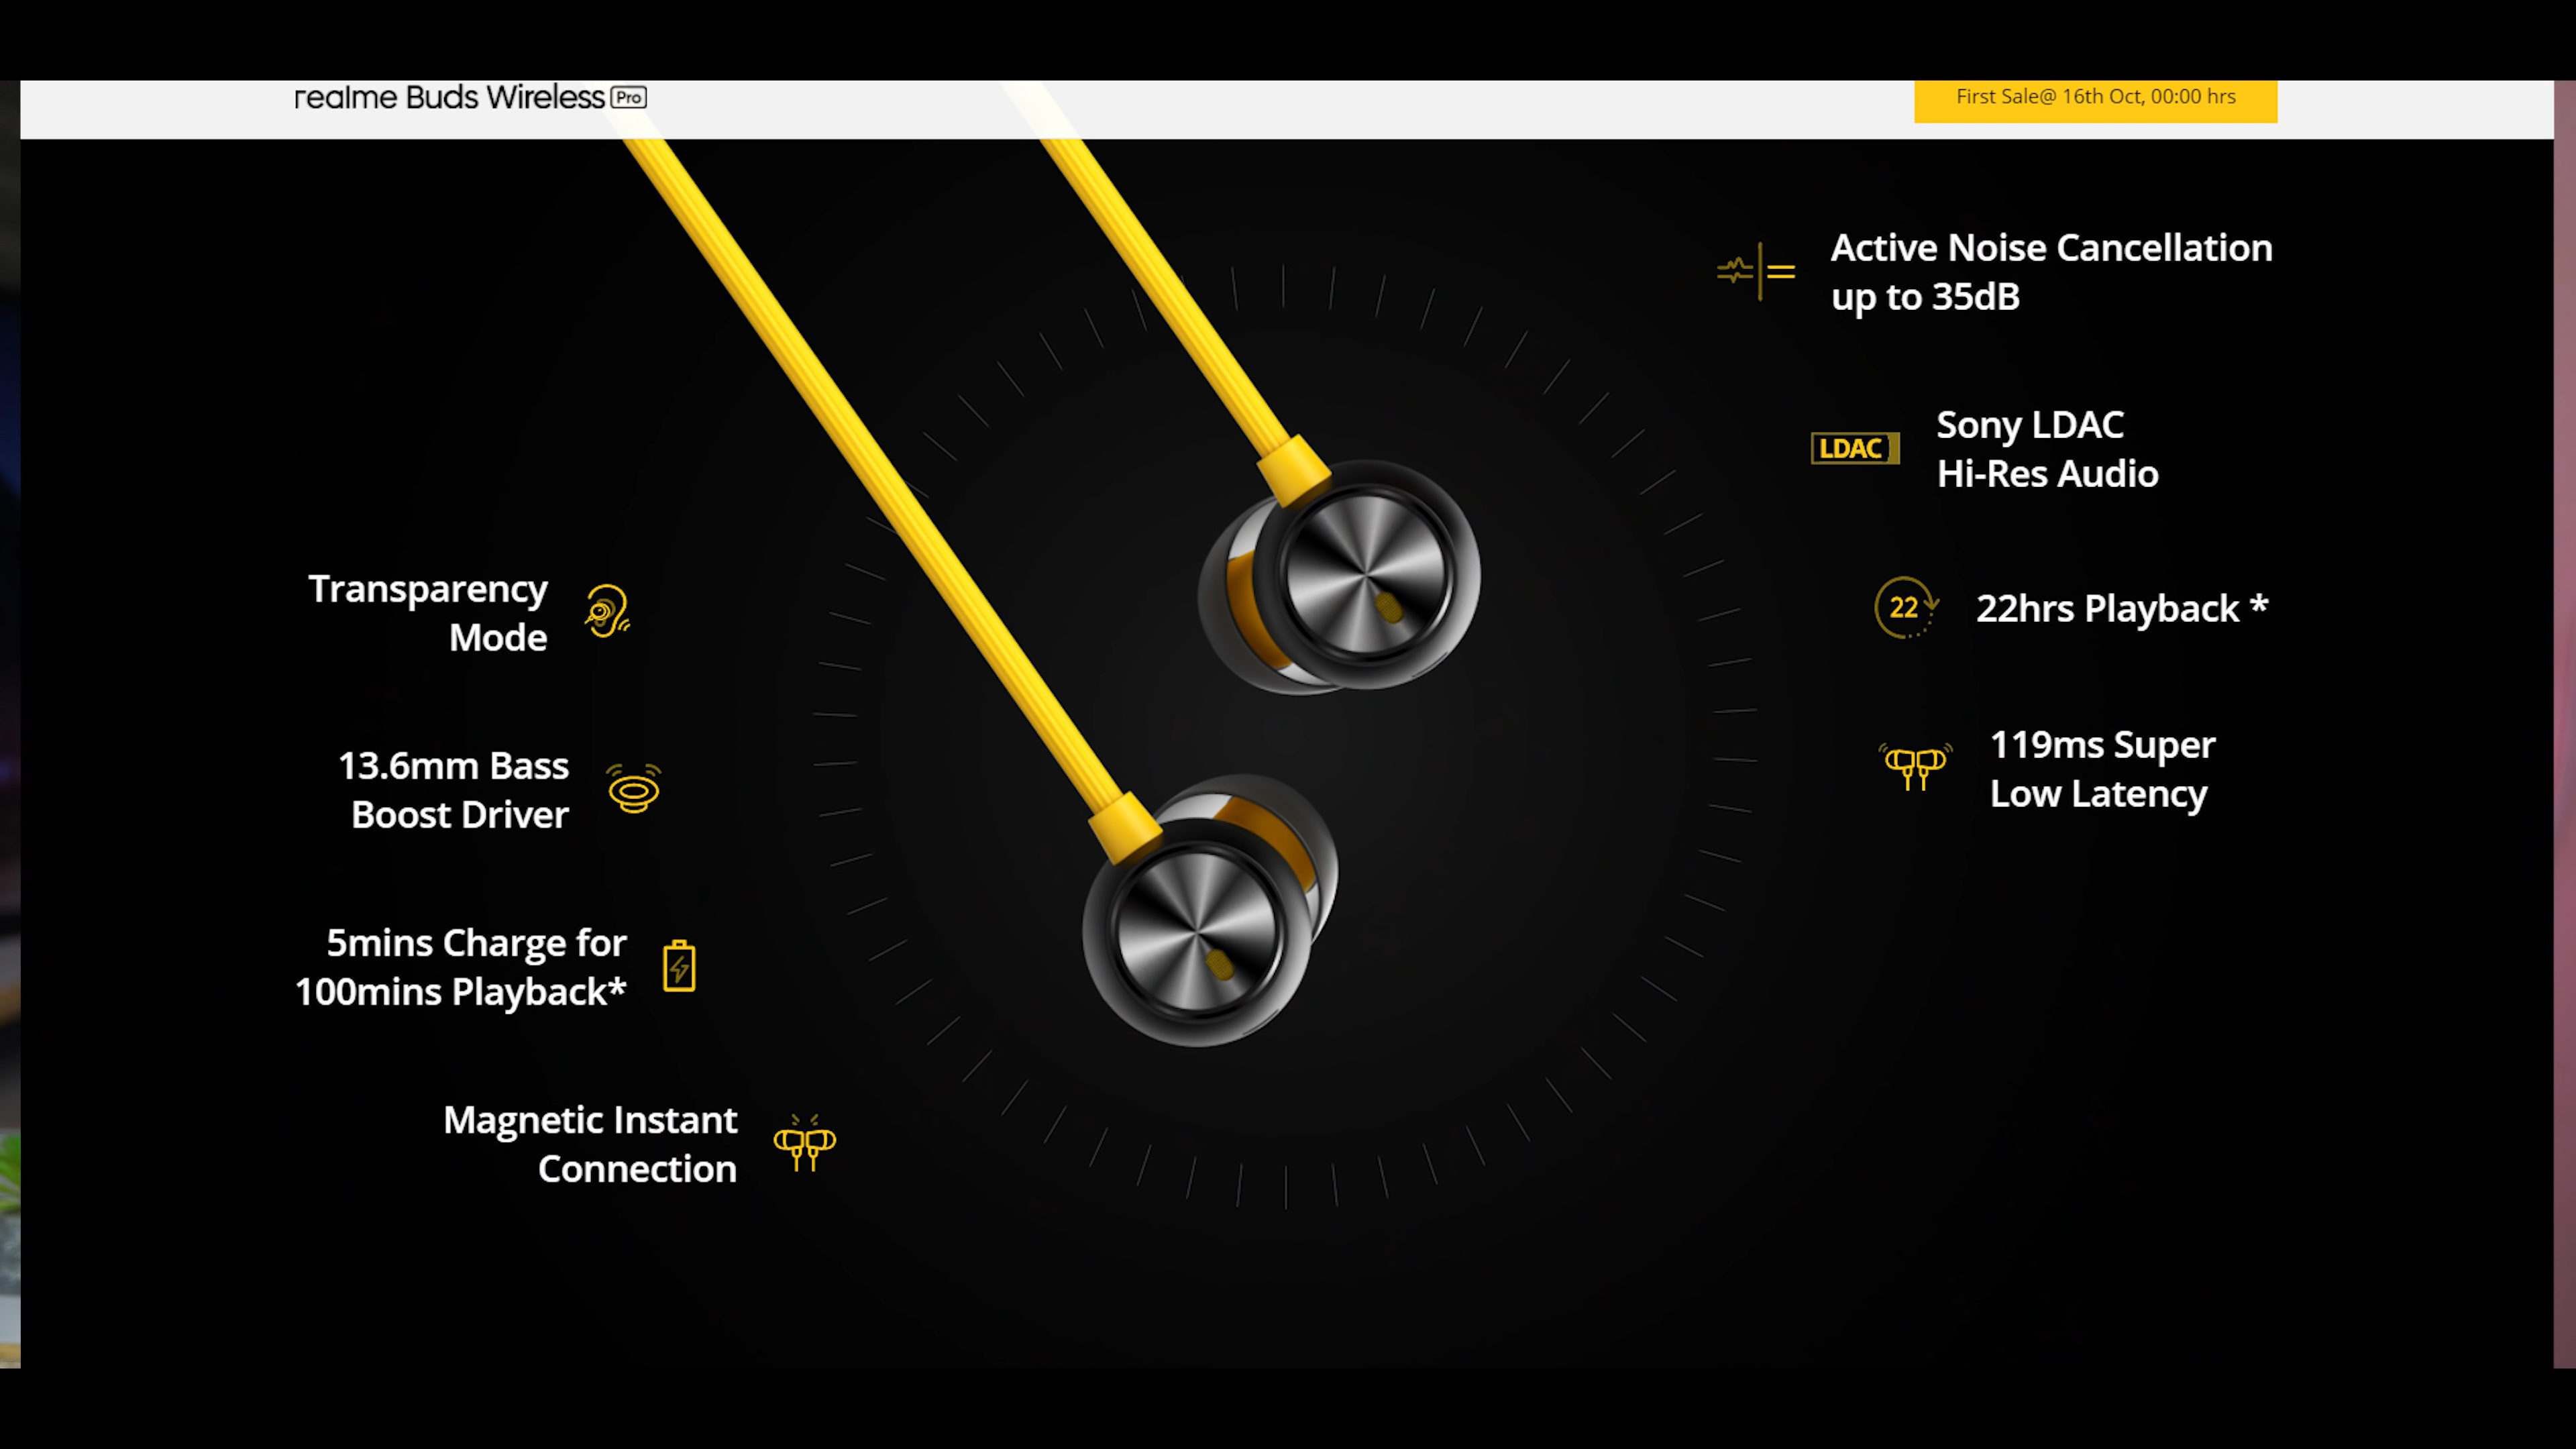 realme Buds Wireless Pro
First Sale@ 16th Oct, 00:00 hrs
Transparency
Mode
13.6mm Bass
Boost Driver
5mins Charge for
100mins Playback*
Magnetic Instant
Connection
Active Noise Cancellation
up to 35dB
LDAC
Sony LDAC
Hi-Res Audio
22
22hrs Playback *
119ms Super
Low Latency